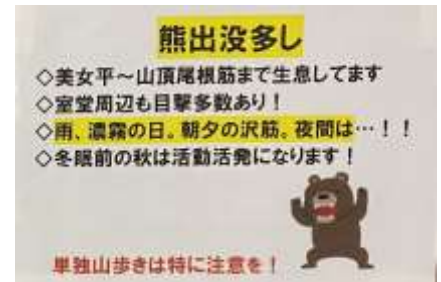 熊出没多し
◇美女平～山頂尾根筋まで生息してます
◇室堂周辺も目撃多数あり！
◇雨、濃霧の日。朝夕の沢筋。夜間は…！！
◇冬眠前の秋は活動活発になります！
単独山歩きは特に注意を！